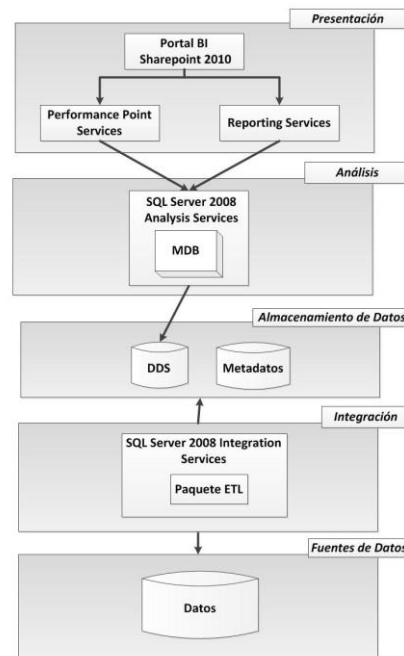 Presentación
Portal BI
Sharepoint 2010
Performance Point
Services
Reporting Services
Análisis
SQL Server 2008
Analysis Services
MDB
Almacenamiento de Datos
DDS
Metadatos
Integración
SQL Server 2008 Integration
Services
Paquete ETL
Fuentes de Datos
Datos